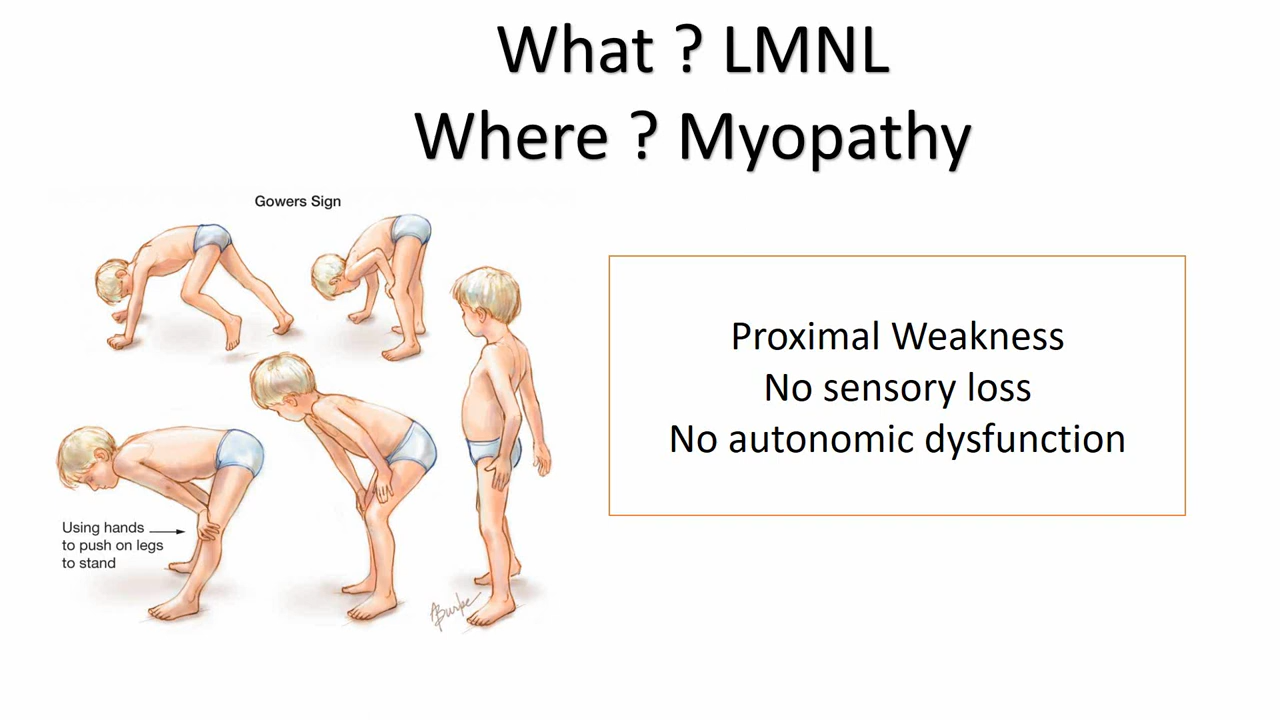 What ? LMNL
Where ? Myopathy
Gowers Sign
Using hands
to push on legs
to stand
Proximal Weakness
No sensory loss
No autonomic dysfunction